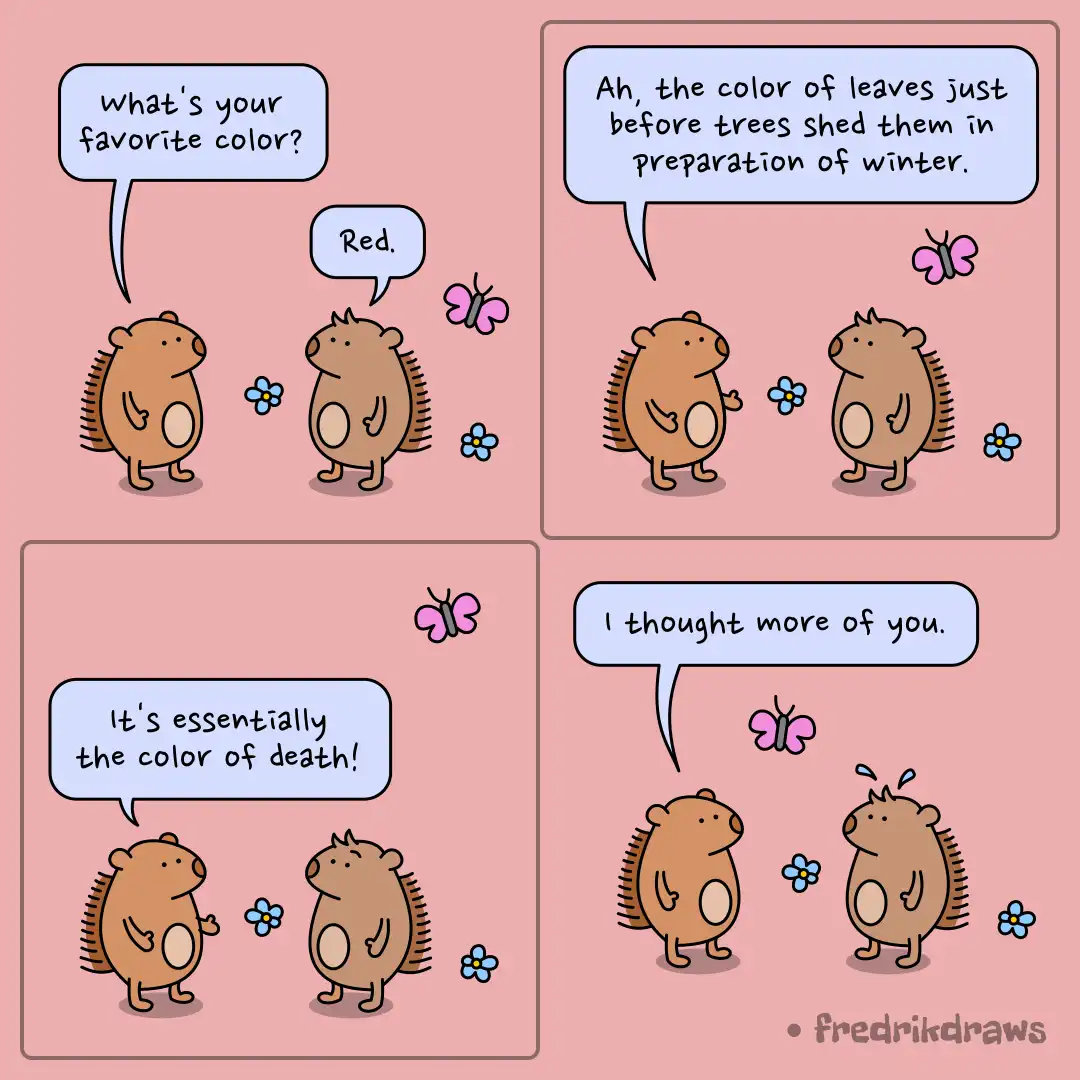 What's your
favorite color?
Red.
Ah, the color of leaves just
before trees shed them in
preparation of winter.
It's essentially
the color of death!
I thought more of you.
• fredrikdraws